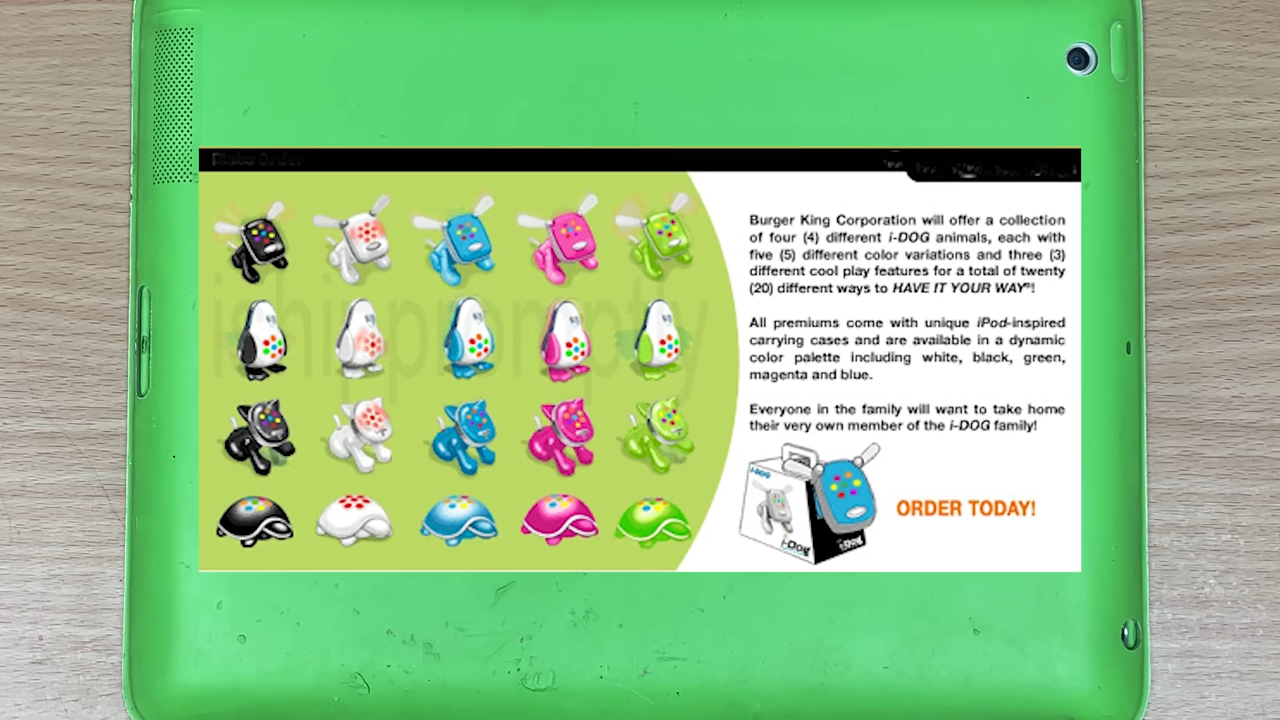 ishippromptly
Burger King Corporation will offer a collection
of four (4) different i-DOG animals, each with
five (5) different color variations and three (3)
different cool play features for a total of twenty
(20) different ways to HAVE IT YOUR WAY®!
All premiums come with unique iPod-inspired
carrying cases and are available in a dynamic
color palette including white, black, green,
magenta and blue.
Everyone in the family will want to take home
their very own member of the i-DOG family!
i-DOG
i-DOG
i-DOG
ORDER TODAY!